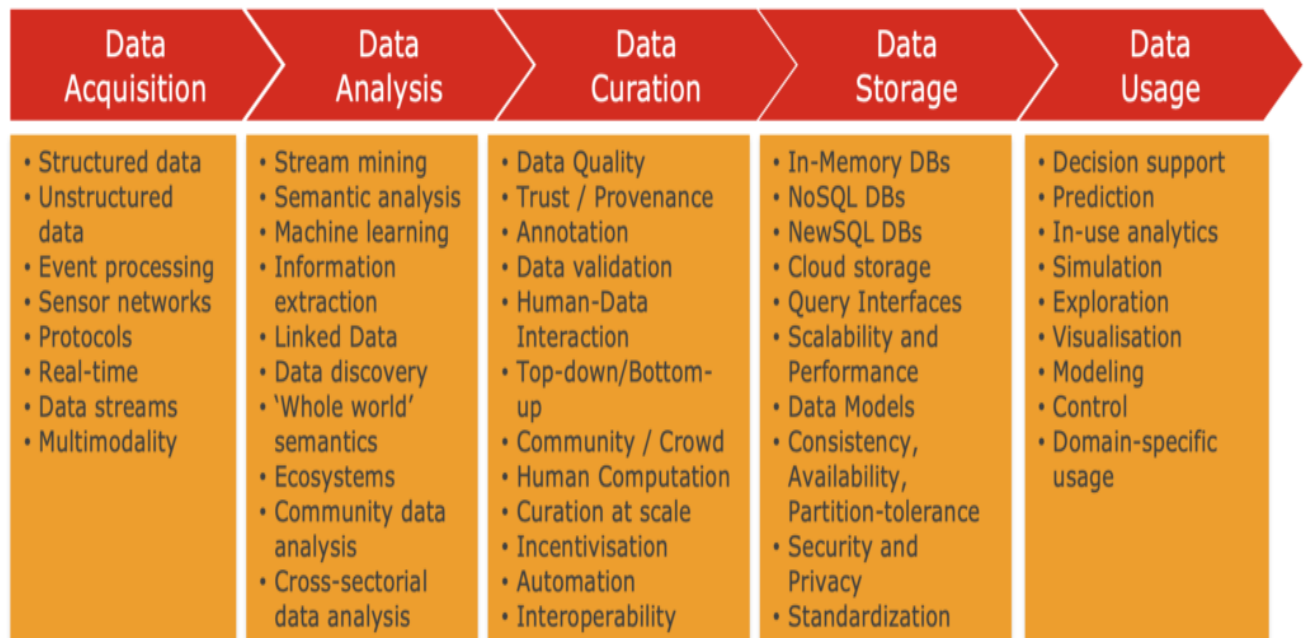 Data
Acquisition
Data
Analysis
Data
Curation
Data
Storage
Data
Usage
• Structured data
• Unstructured
data
• Event processing
• Sensor networks
• Protocols
• Real-time
• Data streams
• Multimodality
• Stream mining
• Semantic analysis
• Machine learning
• Information
extraction
• Linked Data
• Data discovery
• ‘Whole world’
semantics
• Ecosystems
• Community data
analysis
• Cross-sectorial
data analysis
• Data Quality
• Trust / Provenance
• Annotation
• Data validation
• Human-Data
Interaction
• Top-down/Bottom-
up
• Community / Crowd
• Human Computation
• Curation at scale
• Incentivisation
• Automation
• Interoperability
• In-Memory DBs
• NoSQL DBs
• NewSQL DBs
• Cloud storage
• Query Interfaces
• Scalability and
Performance
• Data Models
• Consistency,
Availability,
Partition-tolerance
• Security and
Privacy
• Standardization
• Decision support
• Prediction
• In-use analytics
• Simulation
• Exploration
• Visualisation
• Modeling
• Control
• Domain-specific
usage